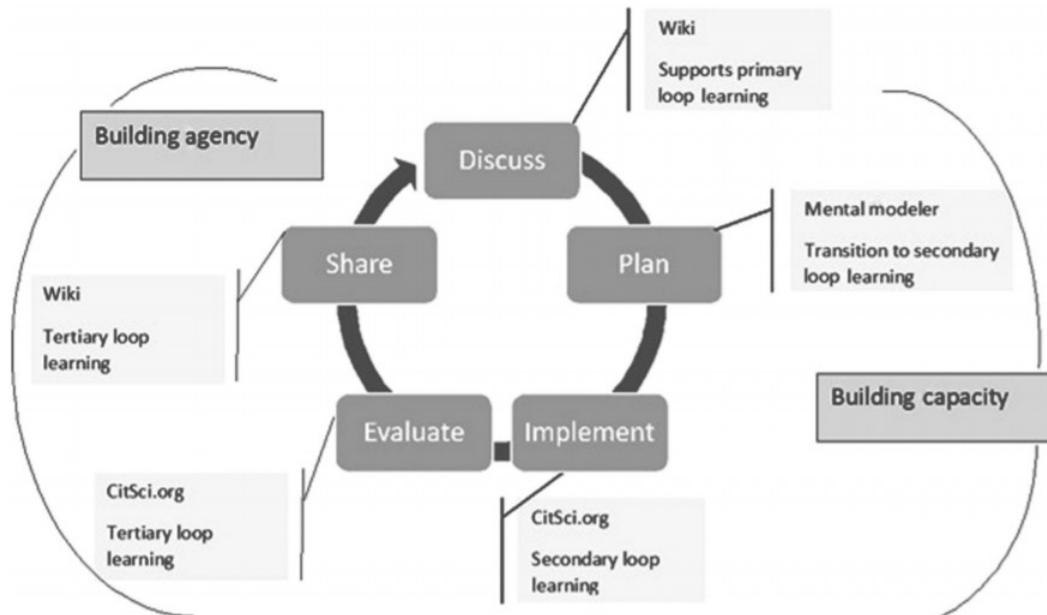 Wiki
Supports primary
loop learning
Building agency
Discuss
Mental modeler
Transition to secondary
loop learning
Share
Plan
Wiki
Tertiary loop
learning
Building capacity
Evaluate
Implement
CitSci.org
Tertiary loop
learning
CitSci.org
Secondary loop
learning